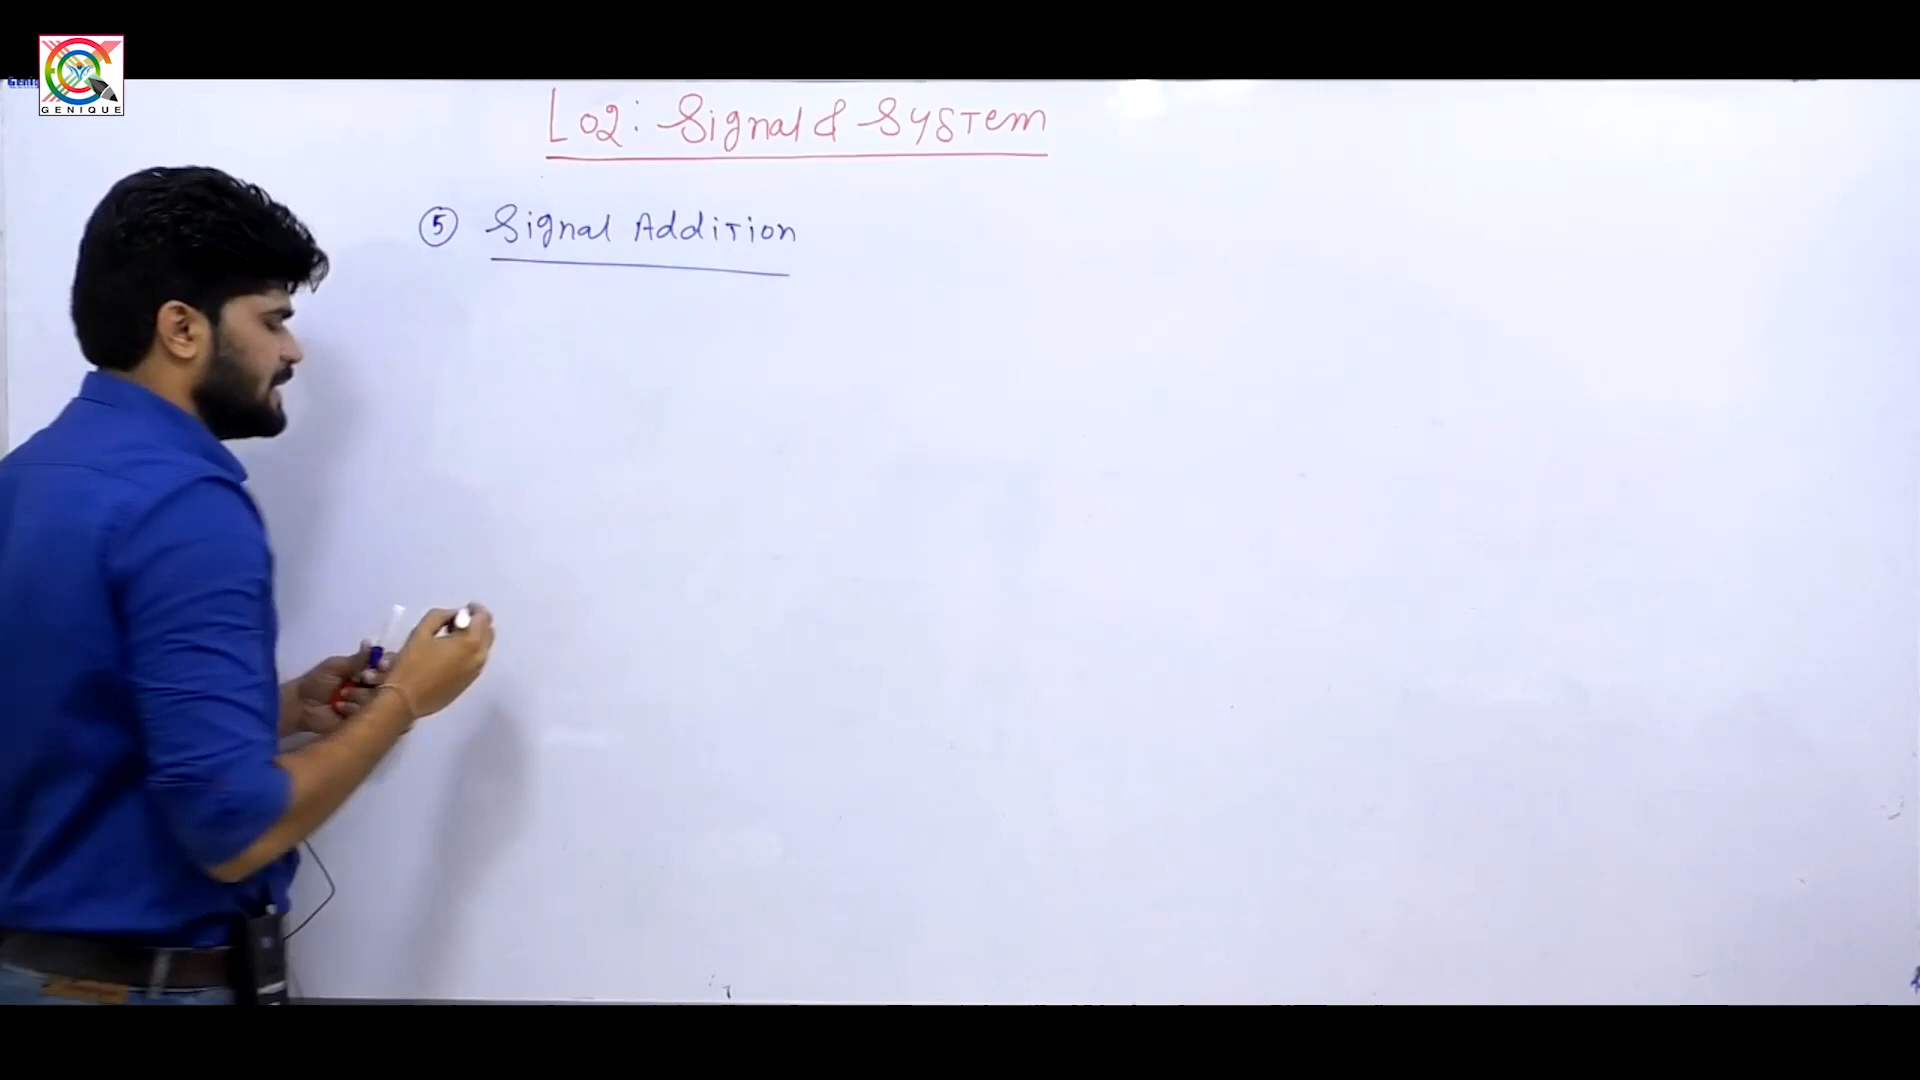 GENIQUE
L02: Signal & System
⑤ Signal Addition